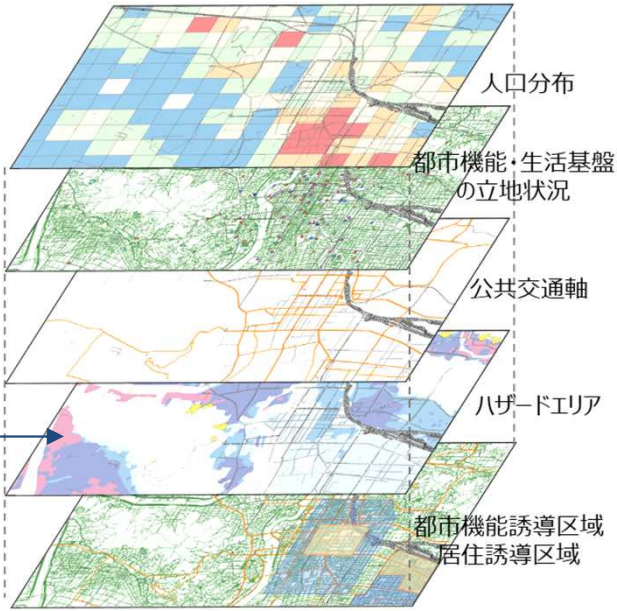 人口分布
都市機能・生活基盤
の立地状況
公共交通軸
ハザードエリア
都市機能誘導区域
居住誘導区域